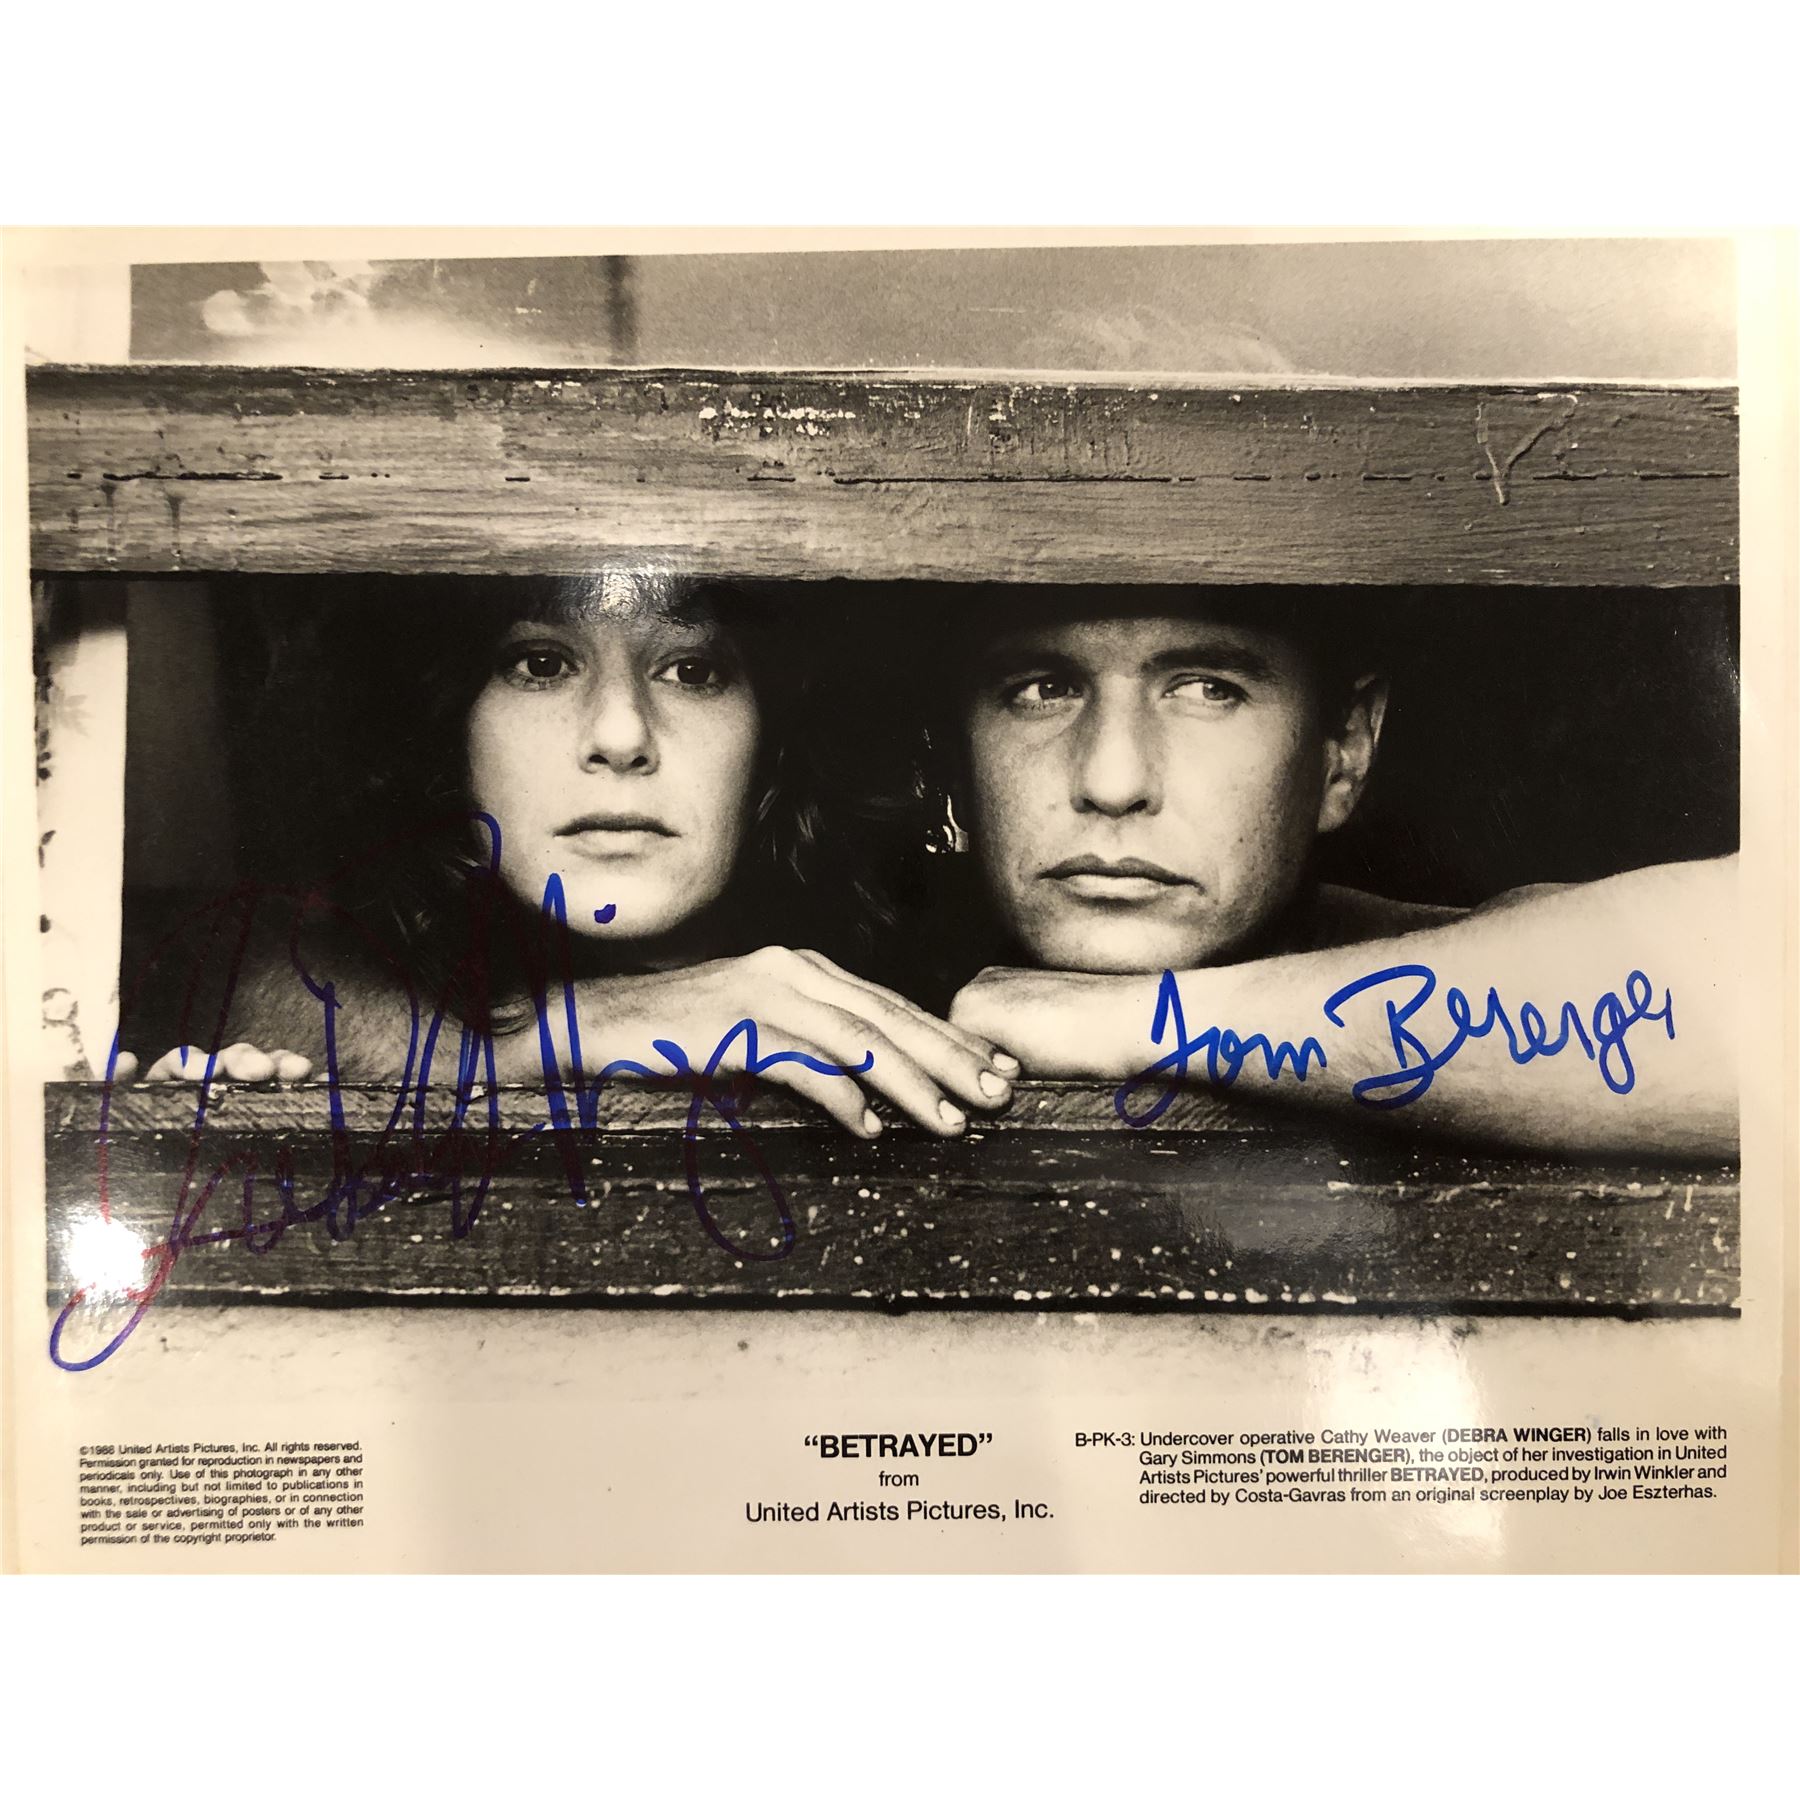 Debra Winger
Tom Berenger
©1988 United Artists Pictures, Inc. All rights reserved.
Permission granted for reproduction in newspapers and
periodicals only. Use of this photograph in any other
manner, including but not limited to publications in
books, retrospectives, biographies, or in connection
with the sale or advertising of posters or of any other
product or service, permitted only with the written
permission of the copyright proprietor.
“BETRAYED”
from
United Artists Pictures, Inc.
B-PK-3: Undercover operative Cathy Weaver (DEBRA WINGER) falls in love with
Gary Simmons (TOM BERENGER), the object of her investigation in United
Artists Pictures’ powerful thriller BETRAYED, produced by Irwin Winkler and
directed by Costa-Gavras from an original screenplay by Joe Eszterhas.